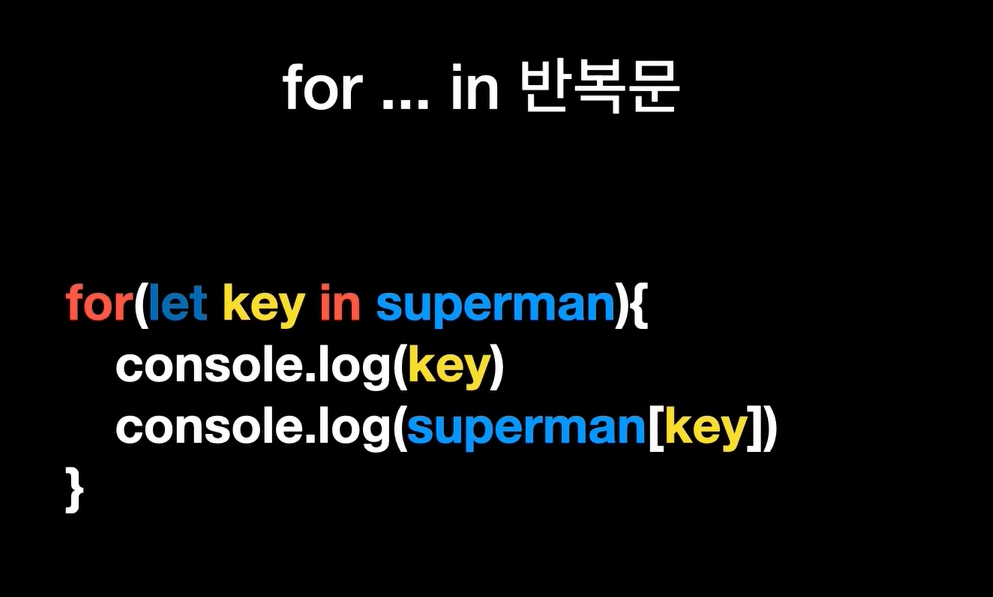 for ... in 반복문
for(let key in superman){
console.log(key)
console.log(superman[key])
}